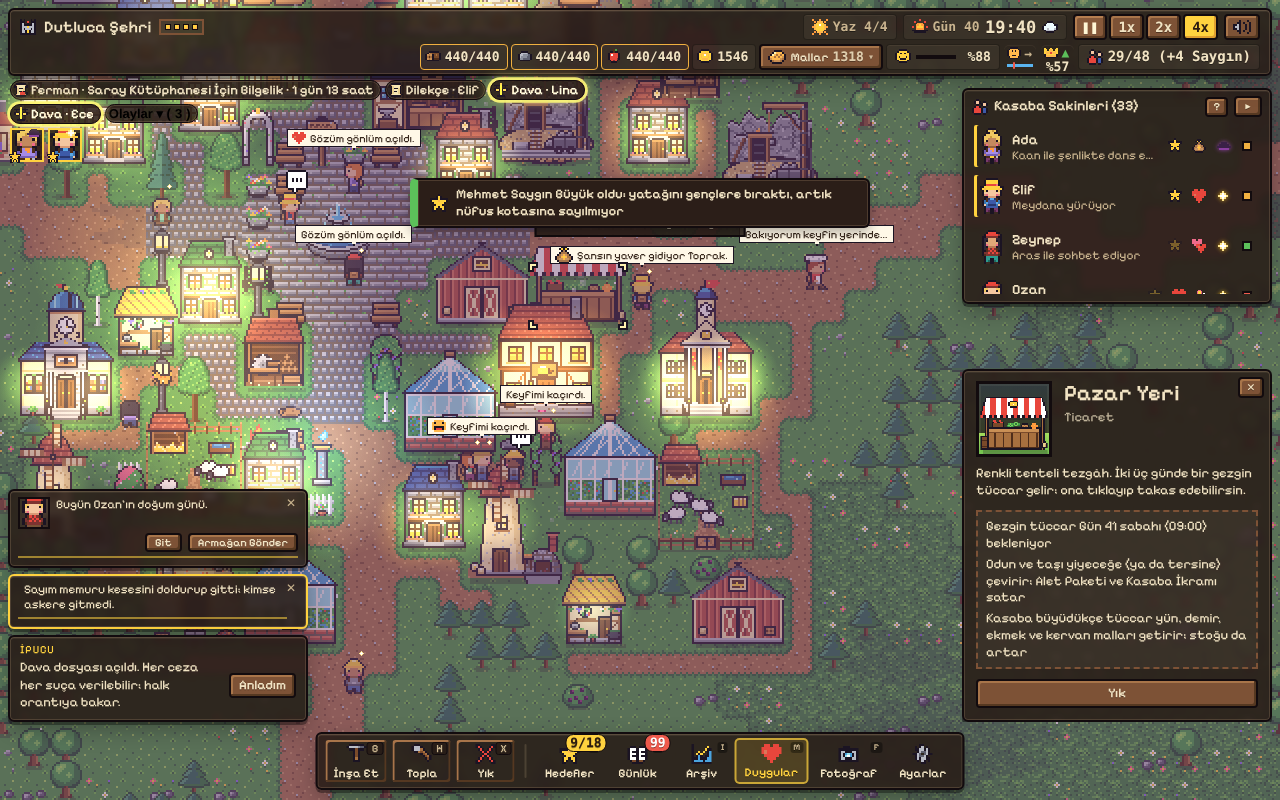 Dutluca Şehri
Yaz 4/4
Gün 40 19:40
1x
2x
4x
440/440
440/440
440/440
1546
Mallar 1318
%88
%57
29/48 (+4 Saygın)
Ferman · Saray Kütüphanesi İçin Bilgelik · 1 gün 19 saat
Dilekçe · Elif
Dava · Lina
Dava · Ece
Olaylar ▾ ( 3 )
Gözüm gönlüm açıldı.
Mehmet Saygın Büyük oldu: yatağını gençlere bıraktı, artık
nüfus kotasına sayılmıyor
Gözüm gönlüm açıldı.
Bakıyorum keyfin yerinde...
Şansın yaver gidiyor Toprak.
Keyfimi kaçırdı.
Keyfimi kaçırdı.
Kasaba Sakinleri (33)
?
Ada
Kaan ile şenlikte dans e...
Elif
Meydana yürüyor
Zeynep
Aras ile sohbet ediyor
Ozan
Pazar Yeri
Ticaret
Renkli tenteli tezgâh. İki üç günde bir gezgin
tüccar gelir; ona tıklayıp takas edebilirsin.
Gezgin tüccar Gün 41 sabahı (09:00)
bekleniyor
Odun ve taşı yiyeceğe (ya da tersine)
çevirir; Alet Paketi ve Kasaba İkramı
satar
Kasaba büyüdükçe tüccar yün, demir,
ekmek ve kervan malları getirir; stoğu da
artar
Yık
Bugün Ozan'ın doğum günü.
Git
Armağan Gönder
Sayım memuru kesesini doldurup gitti; kimse
askere gitmedi.
İPUCU
Dava dosyası açıldı. Her ceza
her suça verilebilir; halk
orantıya bakar.
Anladım
B
İnşa Et
H
Topla
X
Yık
9/18
Hedefler
99
Günlük
I
Arşiv
M
Duygular
F
Fotoğraf
Ayarlar